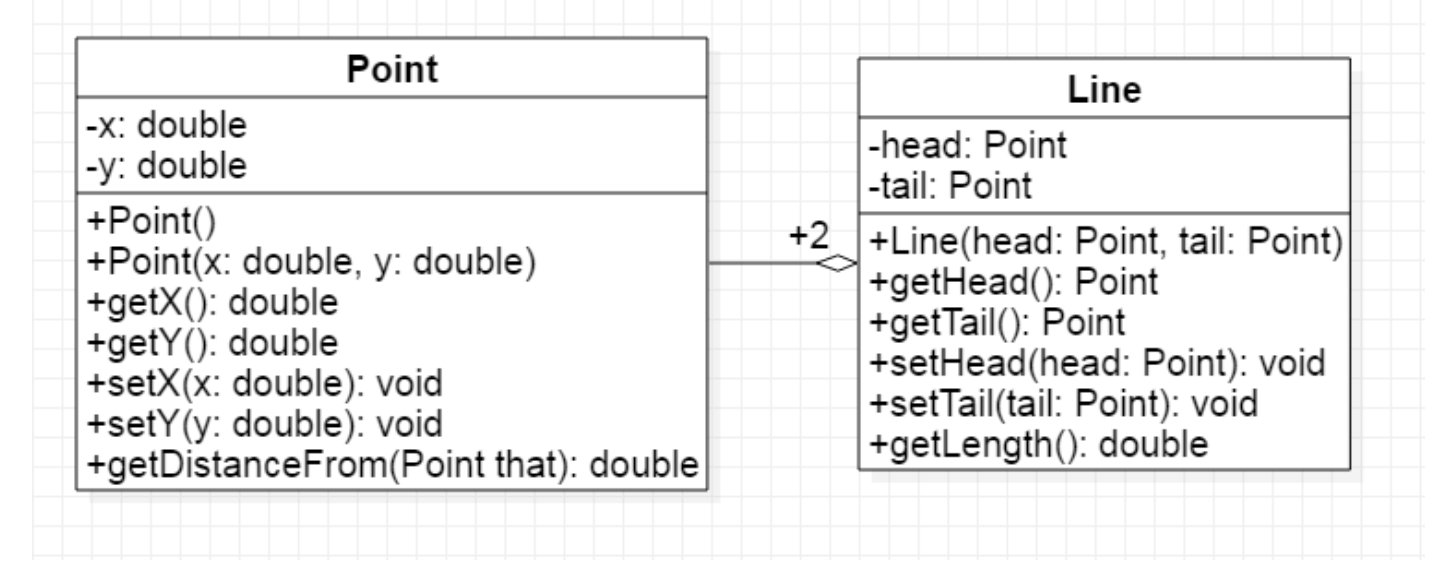 Point
-x: double
-y: double
+Point()
+Point(x: double, y: double)
+getX(): double
+getY(): double
+setX(x: double): void
+setY(y: double): void
+getDistanceFrom(Point that): double
+2
Line
-head: Point
-tail: Point
+Line(head: Point, tail: Point)
+getHead(): Point
+getTail(): Point
+setHead(head: Point): void
+setTail(tail: Point): void
+getLength(): double